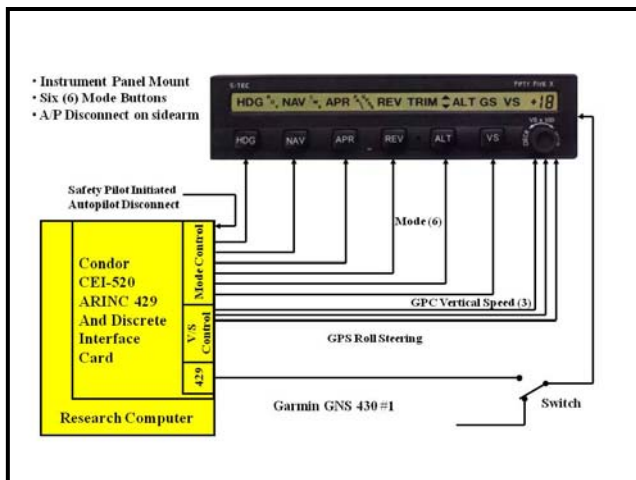 • Instrument Panel Mount
• Six (6) Mode Buttons
• A/P Disconnect on sidearm
S-TEC
FIFTY FIVE X
HDG NAV APR REV TRIM ALT GS VS +18
VS x 100
HDG
NAV
APR
REV
ALT
VS
Safety Pilot Initiated
Autopilot Disconnect
Mode (6)
Condor
CEI-520
ARINC 429
And Discrete
Interface
Card
Mode Control
V/S
Control
429
GPC Vertical Speed (3)
GPS Roll Steering
Garmin GNS 430 #1
Switch
Research Computer